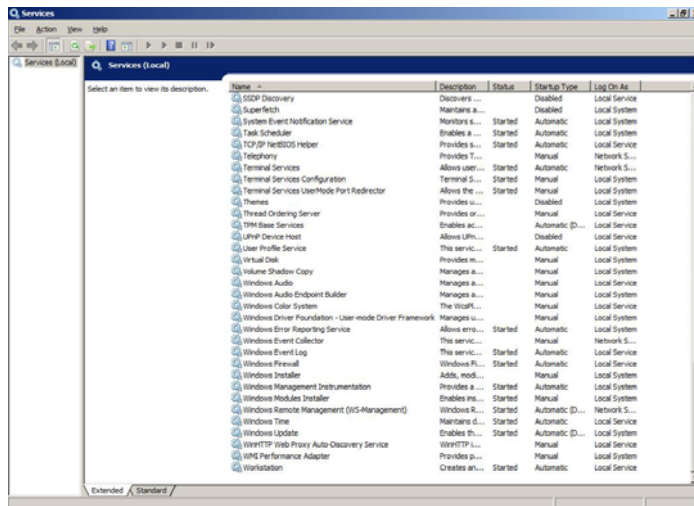 Services
File Action View Help
Services (Local)
Services (Local)
Select an item to view its description.
Name Description Status Startup Type Log On As
SSDP Discovery Discovers ... Disabled Local Service
Superfetch Maintains a... Disabled Local System
System Event Notification Service Monitors s... Started Automatic Local System
Task Scheduler Enables a ... Started Automatic Local System
TCP/IP NetBIOS Helper Provides s... Started Automatic Local Service
Telephony Provides T... Manual Network S...
Terminal Services Allows user... Started Automatic Network S...
Terminal Services Configuration Terminal S... Started Manual Local System
Terminal Services UserMode Port Redirector Allows the ... Started Manual Local System
Themes Provides u... Disabled Local System
Thread Ordering Server Provides or... Manual Local Service
TPM Base Services Enables ac... Automatic (D... Local Service
UPnP Device Host Allows UPn... Disabled Local Service
User Profile Service This servic... Started Automatic Local System
Virtual Disk Provides m... Manual Local System
Volume Shadow Copy Manages a... Manual Local System
Windows Audio Manages a... Manual Local Service
Windows Audio Endpoint Builder Manages a... Manual Local System
Windows Color System The WcsPl... Manual Local Service
Windows Driver Foundation - User-mode Driver Framework Manages u... Manual Local System
Windows Error Reporting Service Allows erro... Started Automatic Local System
Windows Event Collector This servic... Manual Network S...
Windows Event Log This servic... Started Automatic Local Service
Windows Firewall Windows Fi... Started Automatic Local Service
Windows Installer Adds, modi... Manual Local System
Windows Management Instrumentation Provides a ... Started Automatic Local System
Windows Modules Installer Enables ins... Started Manual Local System
Windows Remote Management (WS-Management) Windows R... Started Automatic (D... Network S...
Windows Time Maintains d... Started Automatic Local Service
Windows Update Enables th... Started Automatic (D... Local System
WinHTTP Web Proxy Auto-Discovery Service WinHTTP i... Manual Local Service
WMI Performance Adapter Provides p... Manual Local System
Workstation Creates an... Started Automatic Local Service
Extended Standard